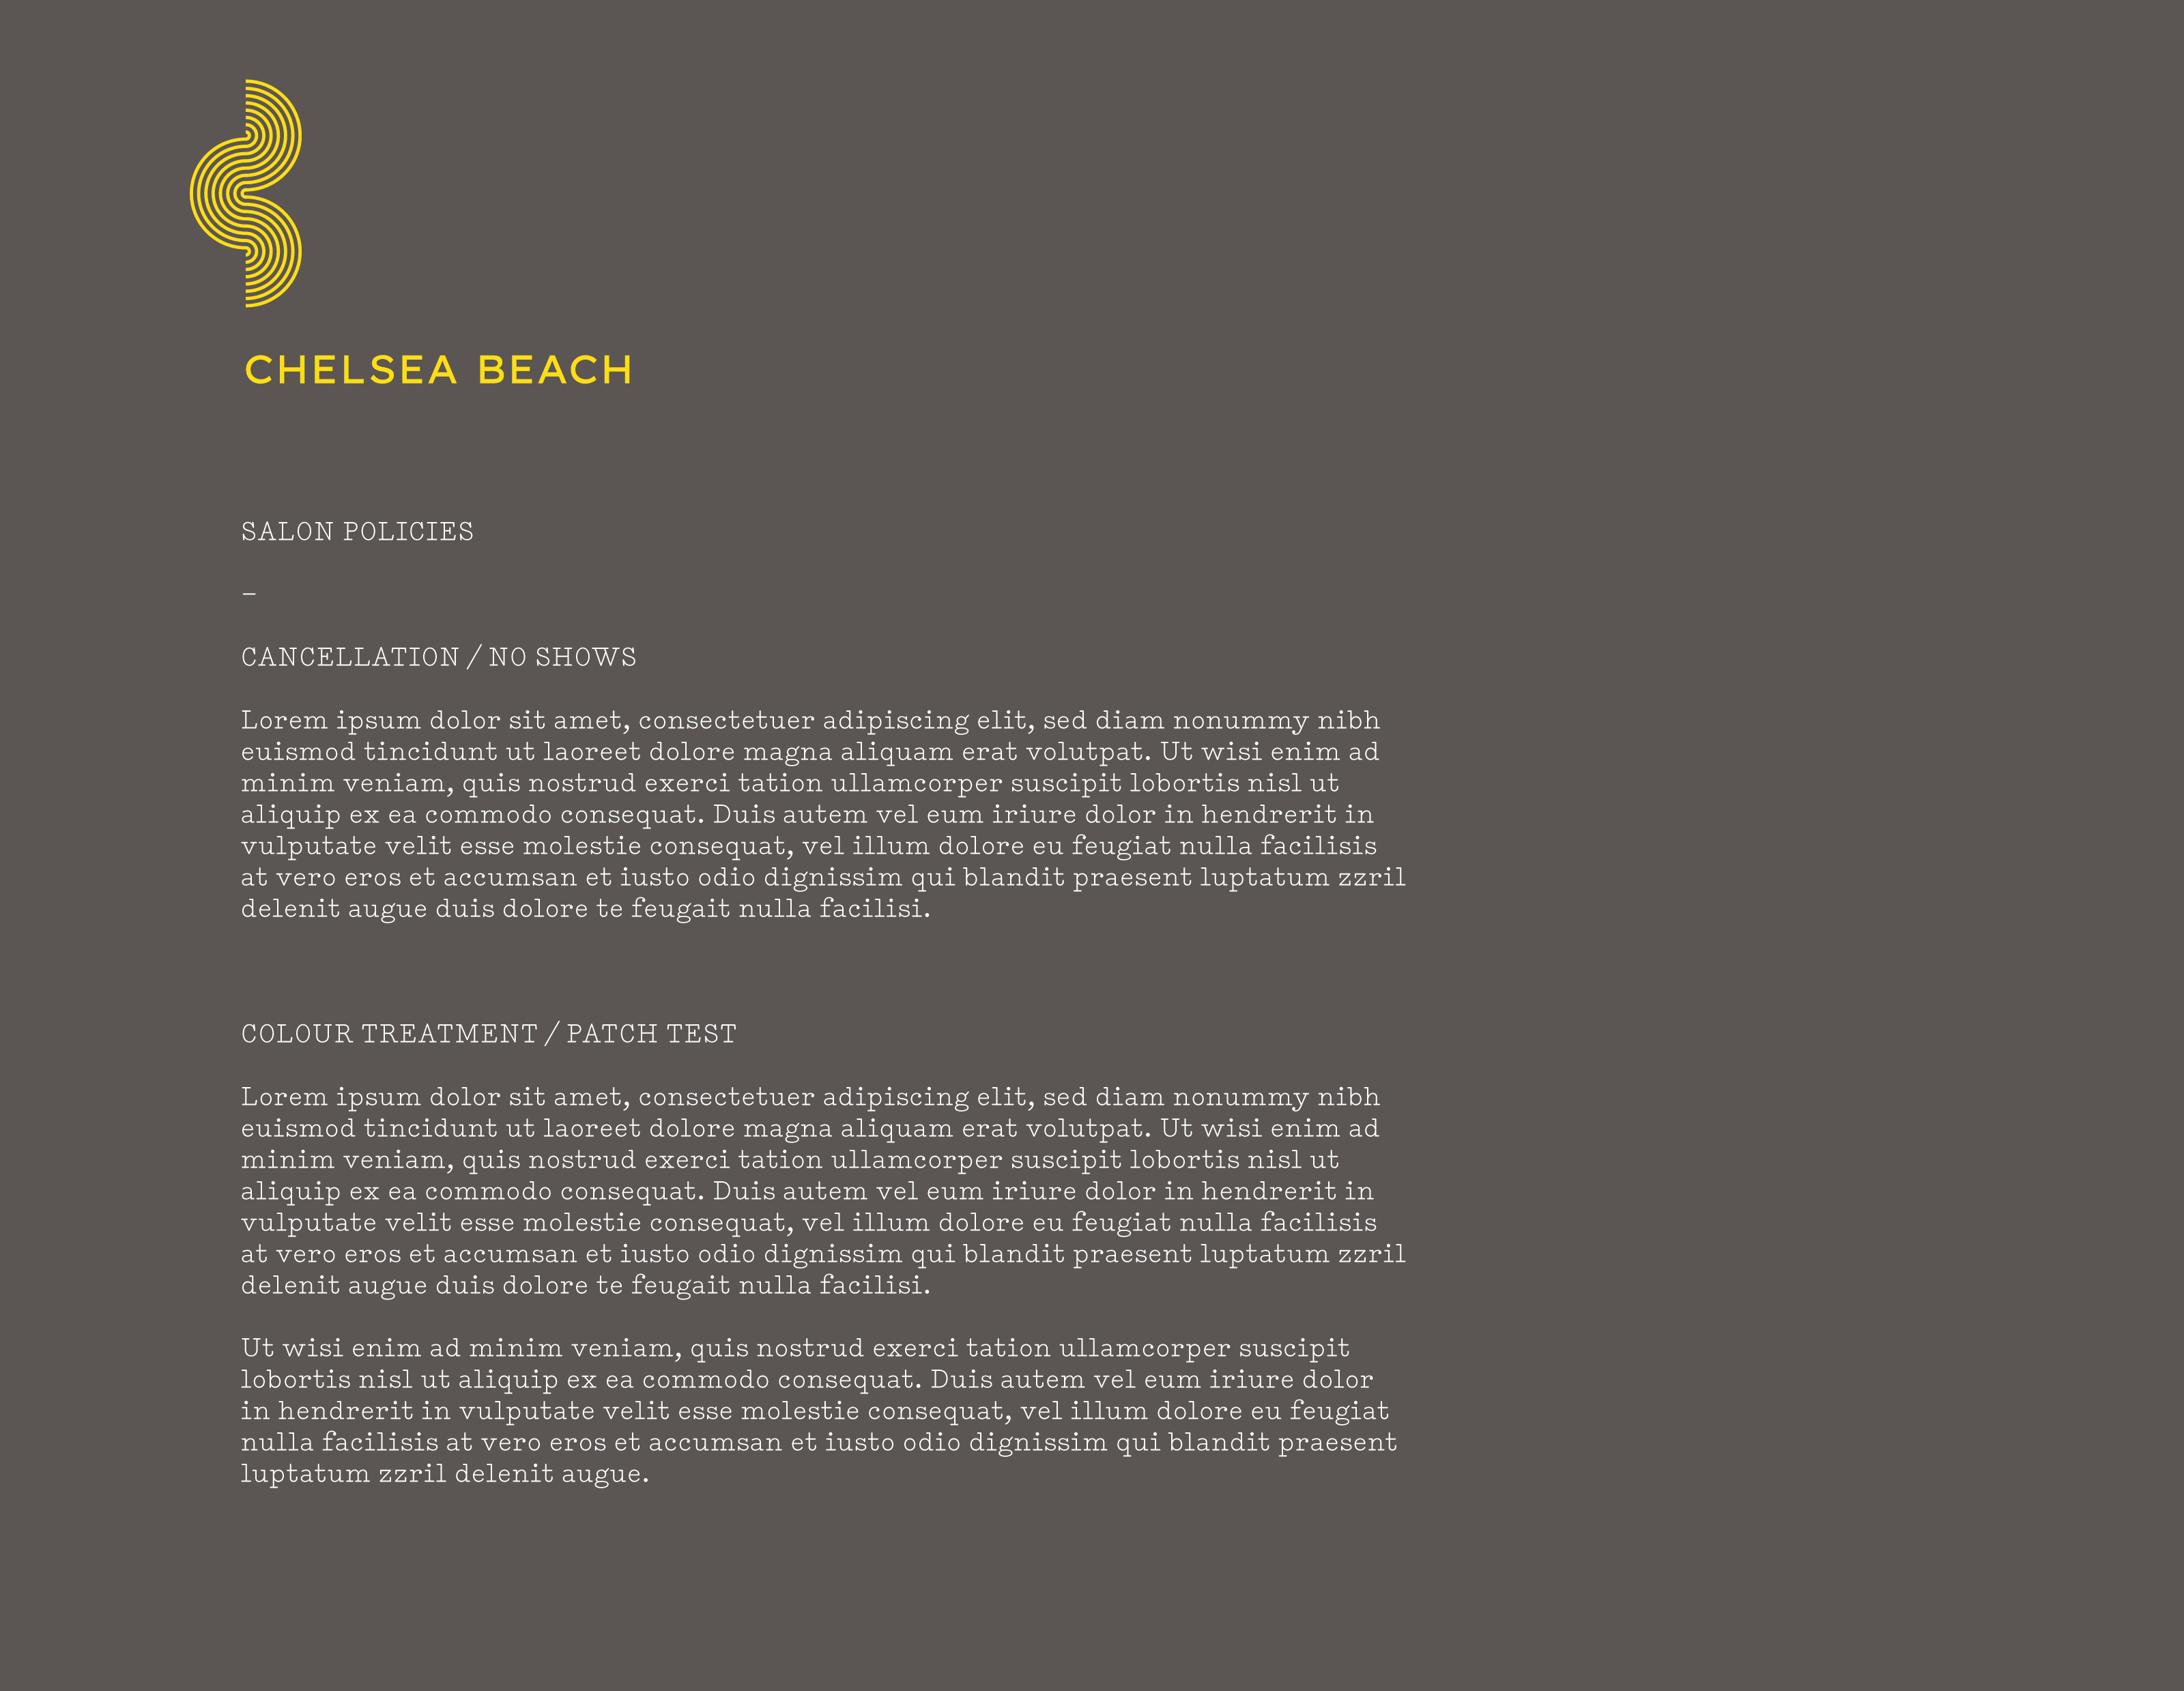 CHELSEA BEACH
SALON POLICIES
–
CANCELLATION / NO SHOWS
Lorem ipsum dolor sit amet, consectetuer adipiscing elit, sed diam nonummy nibh
euismod tincidunt ut laoreet dolore magna aliquam erat volutpat. Ut wisi enim ad
minim veniam, quis nostrud exerci tation ullamcorper suscipit lobortis nisl ut
aliquip ex ea commodo consequat. Duis autem vel eum iriure dolor in hendrerit in
vulputate velit esse molestie consequat, vel illum dolore eu feugiat nulla facilisis
at vero eros et accumsan et iusto odio dignissim qui blandit praesent luptatum zzril
delenit augue duis dolore te feugait nulla facilisi.
COLOUR TREATMENT / PATCH TEST
Lorem ipsum dolor sit amet, consectetuer adipiscing elit, sed diam nonummy nibh
euismod tincidunt ut laoreet dolore magna aliquam erat volutpat. Ut wisi enim ad
minim veniam, quis nostrud exerci tation ullamcorper suscipit lobortis nisl ut
aliquip ex ea commodo consequat. Duis autem vel eum iriure dolor in hendrerit in
vulputate velit esse molestie consequat, vel illum dolore eu feugiat nulla facilisis
at vero eros et accumsan et iusto odio dignissim qui blandit praesent luptatum zzril
delenit augue duis dolore te feugait nulla facilisi.
Ut wisi enim ad minim veniam, quis nostrud exerci tation ullamcorper suscipit
lobortis nisl ut aliquip ex ea commodo consequat. Duis autem vel eum iriure dolor
in hendrerit in vulputate velit esse molestie consequat, vel illum dolore eu feugiat
nulla facilisis at vero eros et accumsan et iusto odio dignissim qui blandit praesent
luptatum zzril delenit augue.